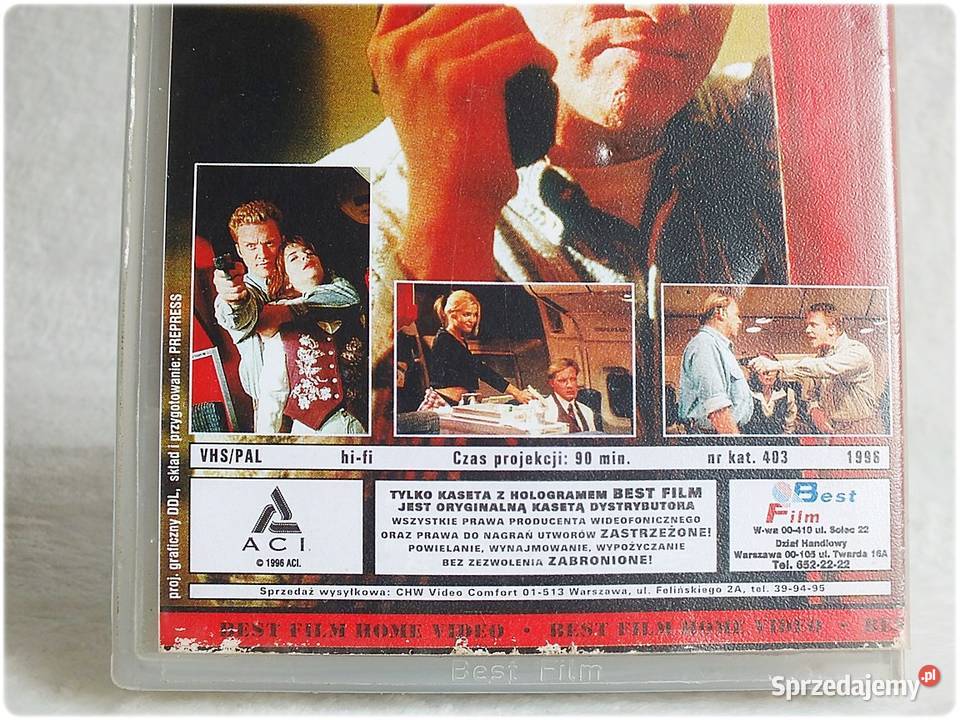 proj. graficzny DDL, skład i przygotowanie: PREPRESS
VHS/PAL hi-fi Czas projekcji: 90 min. nr kat. 403 1996
ACI
© 1996 ACI.
TYLKO KASETA Z HOLOGRAMEM BEST FILM
JEST ORYGINALNĄ KASETĄ DYSTRYBUTORA
WSZYSTKIE PRAWA PRODUCENTA WIDEOFONICZNEGO
ORAZ PRAWA DO NAGRAŃ UTWORÓW ZASTRZEŻONE!
POWIELANIE, WYNAJMOWANIE, WYPOŻYCZANIE
BEZ ZEZWOLENIA ZABRONIONE!
Best
Film
W-wa 00-410 ul. Solec 22
Dział Handlowy
Warszawa 00-105 ul. Twarda 16A
Tel. 652-22-22
Sprzedaż wysyłkowa: CHW Video Comfort 01-513 Warszawa, ul. Felińskiego 2A, tel. 39-94-95
BEST FILM HOME VIDEO • BEST FILM HOME VIDEO • BE
Best Film
Sprzedajemy.pl